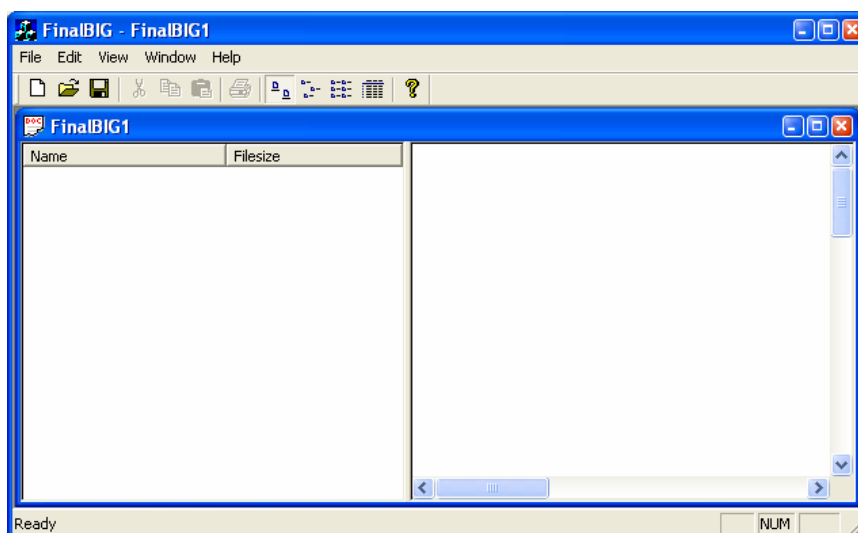 FinalBIG - FinalBIG1
File Edit View Window Help
FinalBIG1
Name Filesize
Ready NUM